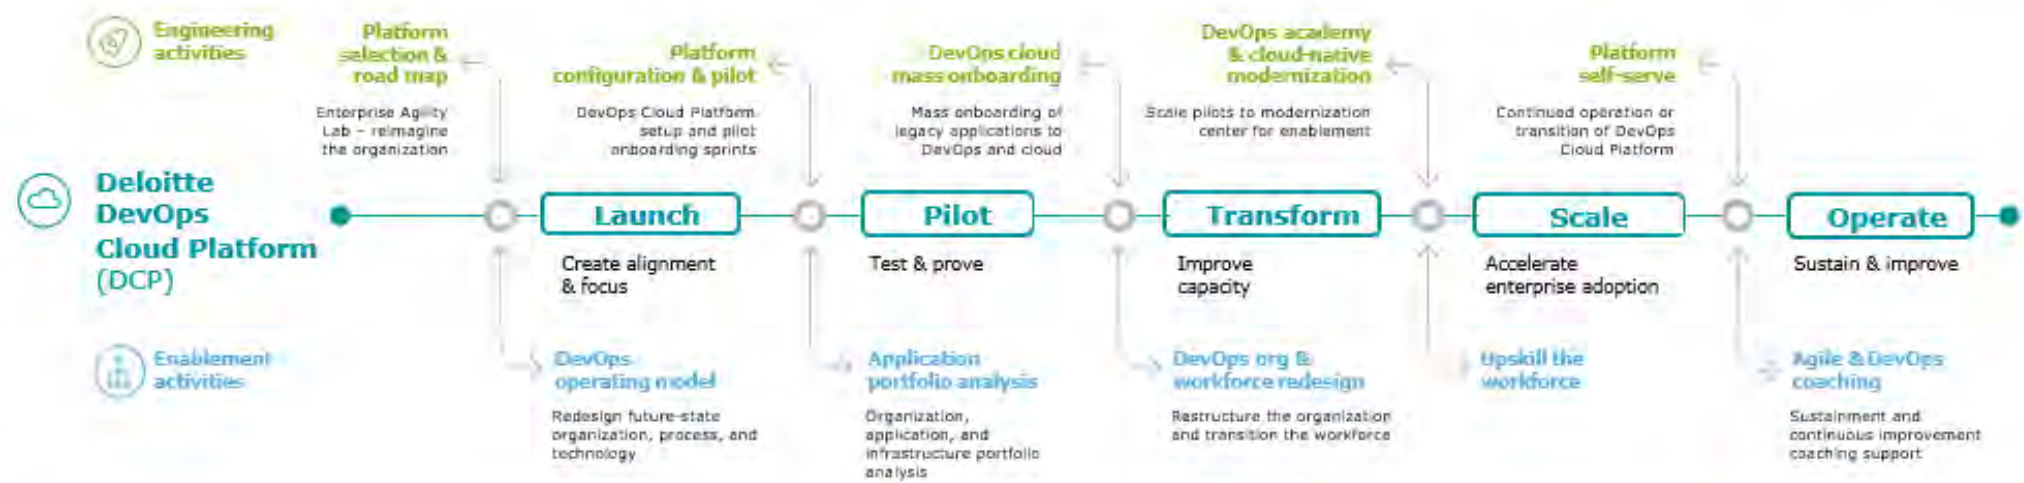 Engineering
activities
Platform
selection &
road map
Enterprise Agility
Lab – reimagine
the organization
Platform
configuration & pilot
DevOps Cloud Platform
setup and pilot
onboarding sprints
DevOps cloud
mass onboarding
Mass onboarding of
legacy applications to
DevOps and cloud
DevOps academy
& cloud-native
modernization
Scale pilots to modernization
center for enablement
Platform
self-serve
Continued operation or
transition of DevOps
Cloud Platform
Deloitte
DevOps
Cloud Platform
(DCP)
Launch
Create alignment
& focus
Pilot
Test & prove
Transform
Improve
capacity
Scale
Accelerate
enterprise adoption
Operate
Sustain & improve
Enablement
activities
DevOps
operating model
Redesign future-state
organization, process, and
technology
Application
portfolio analysis
Organization,
application, and
infrastructure portfolio
analysis
DevOps org &
workforce redesign
Restructure the organization
and transition the workforce
Upskill the
workforce
Agile & DevOps
coaching
Sustainment and
continuous improvement
coaching support